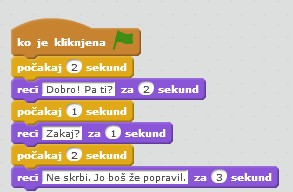 ko je kliknjena
počakaj 2 sekund
reci Dobro! Pa ti? za 2 sekund
počakaj 1 sekund
reci Zakaj? za 1 sekund
počakaj 2 sekund
reci Ne skrbi. Jo boš že popravil. za 3 sekund